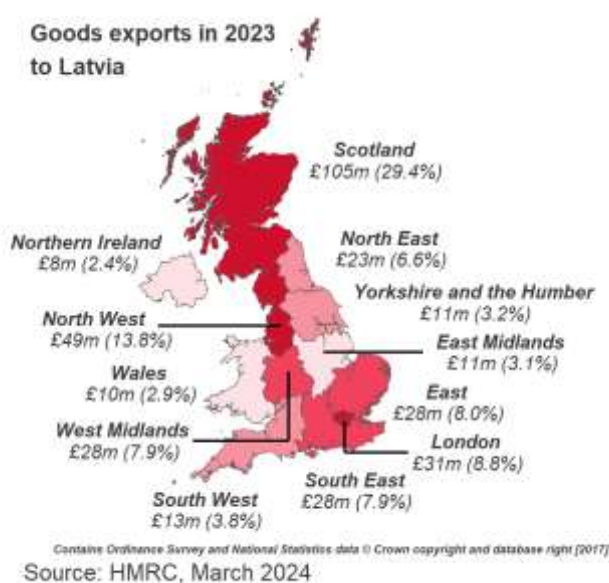 Goods exports in 2023
to Latvia
Scotland
£105m (29.4%)
Northern Ireland
£8m (2.4%)
North East
£23m (6.6%)
Yorkshire and the Humber
£11m (3.2%)
North West
£49m (13.8%)
East Midlands
£11m (3.1%)
Wales
£10m (2.9%)
East
£28m (8.0%)
West Midlands
£28m (7.9%)
London
£31m (8.8%)
South East
£28m (7.9%)
South West
£13m (3.8%)
Contains Ordinance Survey and National Statistics data © Crown copyright and database right [2017]
Source: HMRC, March 2024